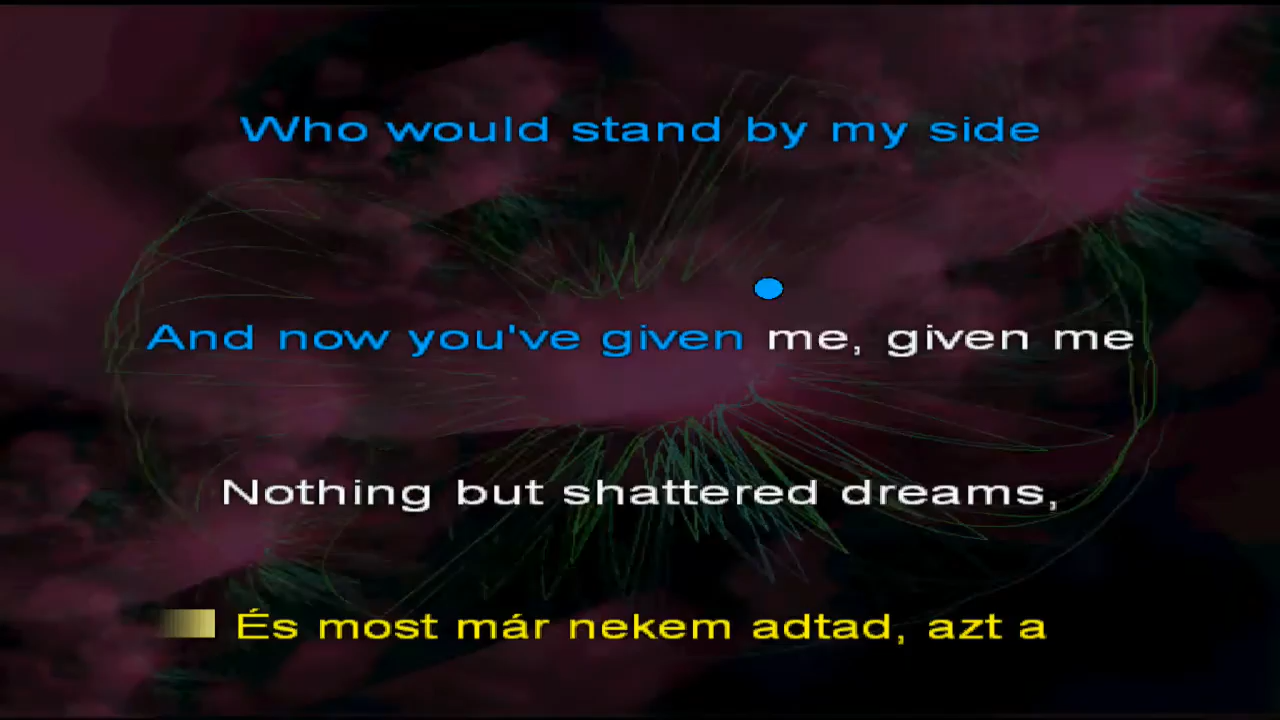 Who would stand by my side
And now you've given me, given me
Nothing but shattered dreams,
És most már nekem adtad, azt a